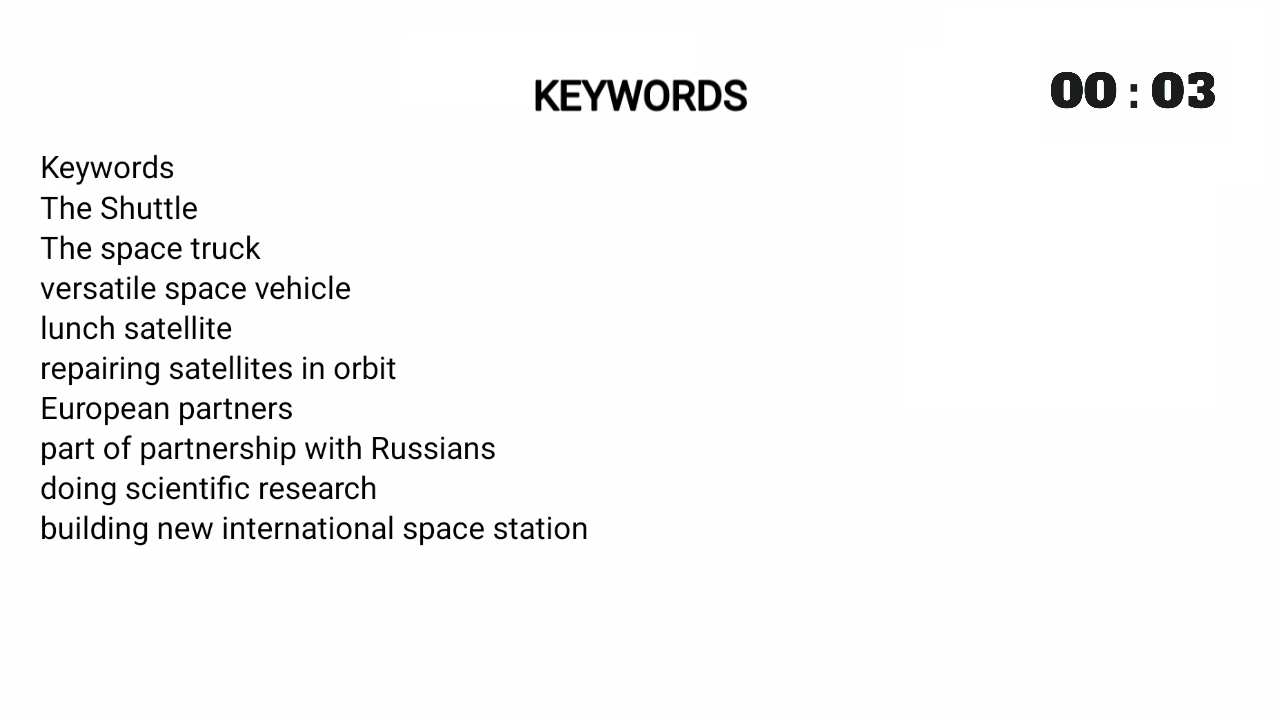 KEYWORDS
00 : 03
Keywords
The Shuttle
The space truck
versatile space vehicle
lunch satellite
repairing satellites in orbit
European partners
part of partnership with Russians
doing scientific research
building new international space station